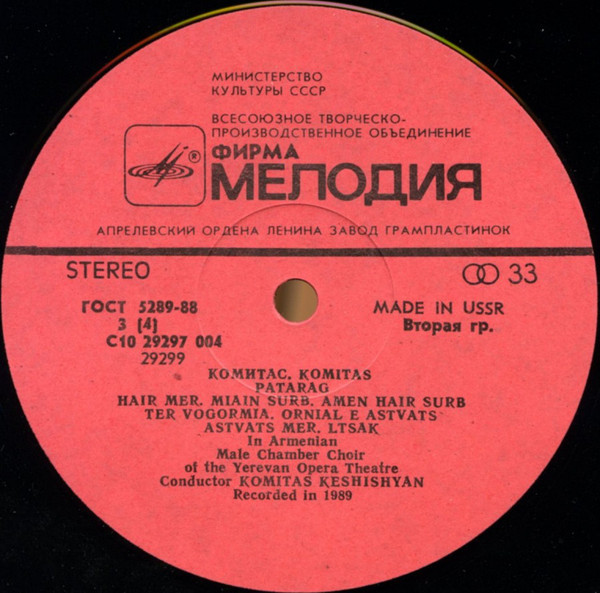 МИНИСТЕРСТВО
КУЛЬТУРЫ СССР
ВСЕСОЮЗНОЕ ТВОРЧЕСКО-
ПРОИЗВОДСТВЕННОЕ ОБЪЕДИНЕНИЕ
ФИРМА
®
МЕЛОДИЯ
АПРЕЛЕВСКИЙ ОРДЕНА ЛЕНИНА ЗАВОД ГРАМПЛАСТИНОК
STEREO
33
ГОСТ 5289-88
MADE IN USSR
3 (4)
Вторая гр.
С10 29297 004
29299
КОМИТАС. KOMITAS
PATARAG
HAIR MER. MIAIN SURB. AMEN HAIR SURB
TER VOGORMIA. ORNIAL E ASTVATS
ASTVATS MER. LTSAK
In Armenian
Male Chamber Choir
of the Yerevan Opera Theatre
Conductor KOMITAS KESHISHYAN
Recorded in 1989